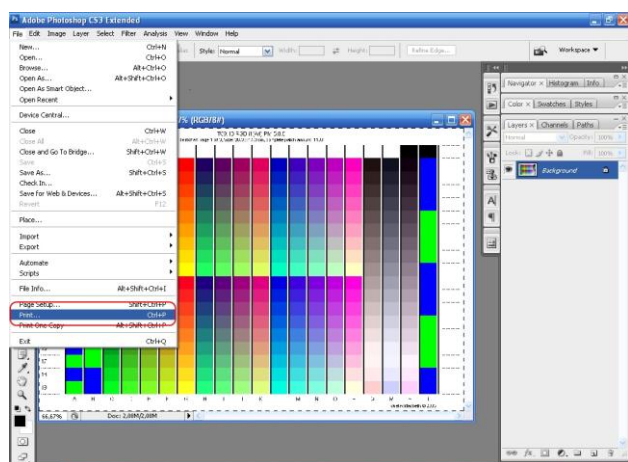 Adobe Photoshop CS3 Extended
File Edit Image Layer Select Filter Analysis View Window Help
New... Ctrl+N
Open... Ctrl+O
Browse... Alt+Ctrl+O
Open As... Alt+Shift+Ctrl+O
Open As Smart Object...
Open Recent
Device Central...
Close Ctrl+W
Close All Alt+Ctrl+W
Close and Go To Bridge... Shift+Ctrl+W
Save Ctrl+S
Save As... Shift+Ctrl+S
Check In...
Save for Web & Devices... Alt+Shift+Ctrl+S
Revert F12
Place...
Import
Export
Automate
Scripts
File Info... Alt+Shift+Ctrl+I
Page Setup... Shift+Ctrl+P
Print... Ctrl+P
Print One Copy Alt+Shift+Ctrl+P
Exit Ctrl+Q
Style: Normal Width: Height: Refine Edge...
Workspace
% (RGB/8#)
66,67% Doc: 2,00M/2,00M
Navigator x Histogram Info
Color x Swatches Styles
Layers x Channels Paths
Normal Opacity: 100%
Lock: Fill: 100%
Background